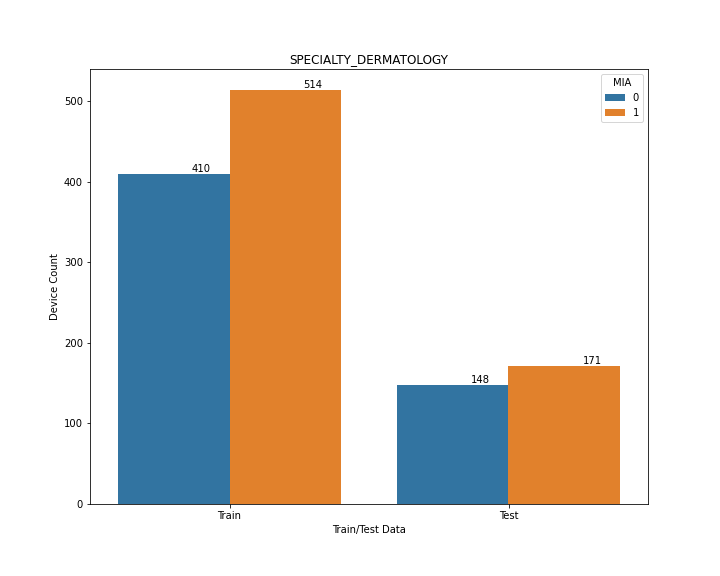 SPECIALTY_DERMATOLOGY
MIA
0
1
514
410
171
148
500
400
300
200
100
0
Device Count
Train
Test
Train/Test Data